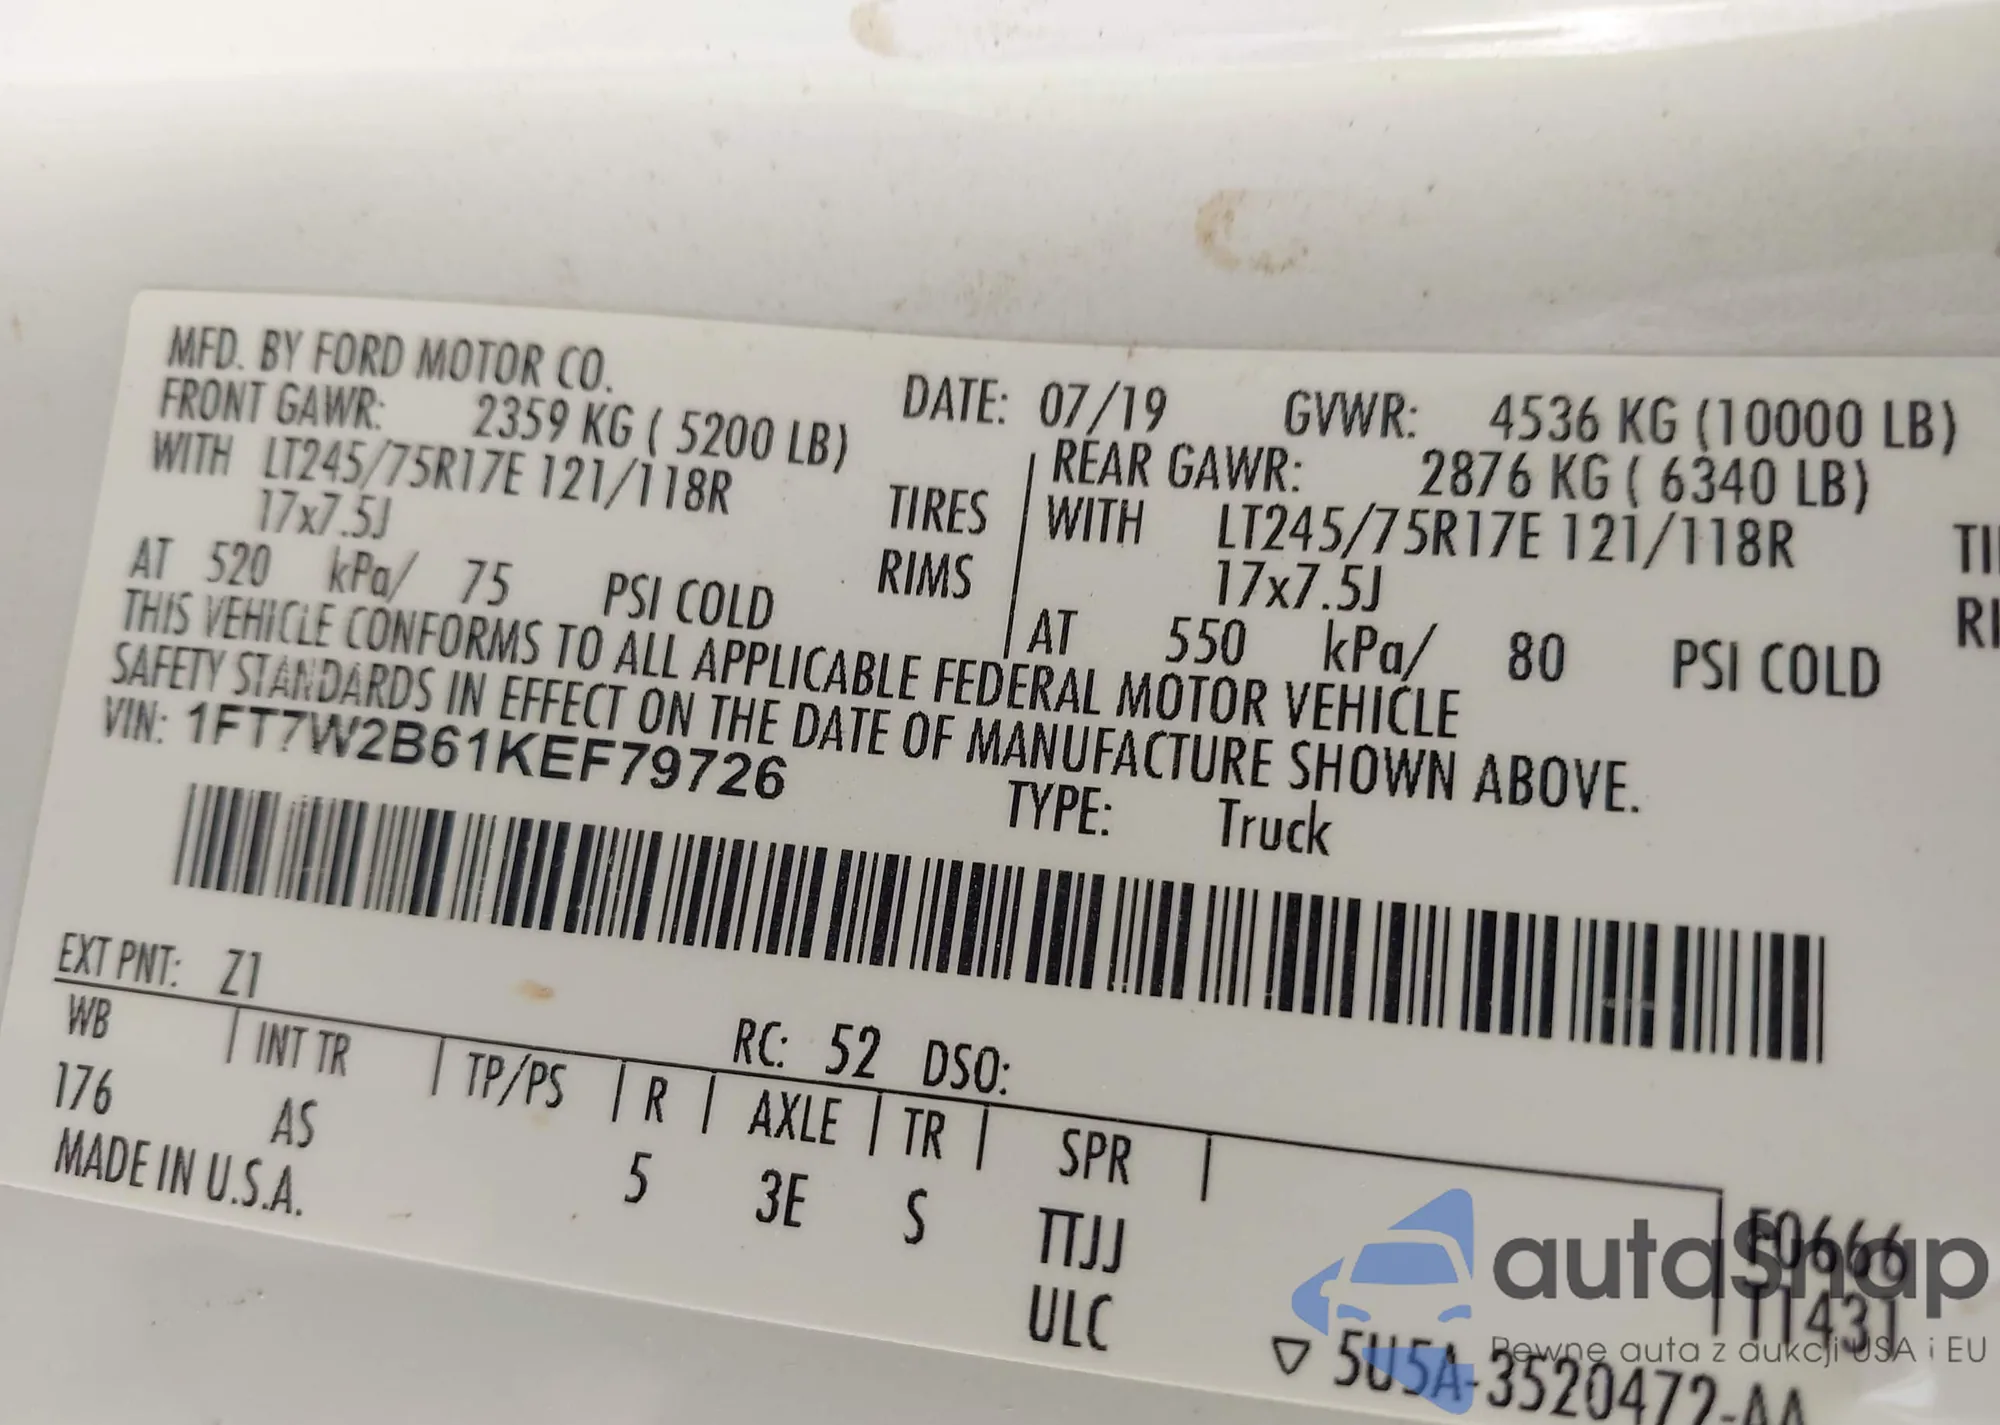 MFD. BY FORD MOTOR CO.
DATE: 07/19 GVWR: 4536 KG (10000 LB)
FRONT GAWR: 2359 KG ( 5200 LB)
WITH LT245/75R17E 121/118R TIRES
17x7.5J RIMS
AT 520 kPa/ 75 PSI COLD
REAR GAWR: 2876 KG ( 6340 LB)
WITH LT245/75R17E 121/118R
17x7.5J
AT 550 kPa/ 80 PSI COLD
THIS VEHICLE CONFORMS TO ALL APPLICABLE FEDERAL MOTOR VEHICLE
SAFETY STANDARDS IN EFFECT ON THE DATE OF MANUFACTURE SHOWN ABOVE.
VIN: 1FT7W2B61KEF79726
TYPE: Truck
EXT PNT: Z1 RC: 52 DSO:
WB | INT TR | TP/PS | R | AXLE | TR | SPR |
176 AS 5 3E S TTJJ
MADE IN U.S.A. ULC
▽ 5U5A-3520472-AA
autoSnap
Pewne auta z aukcji USA i EU